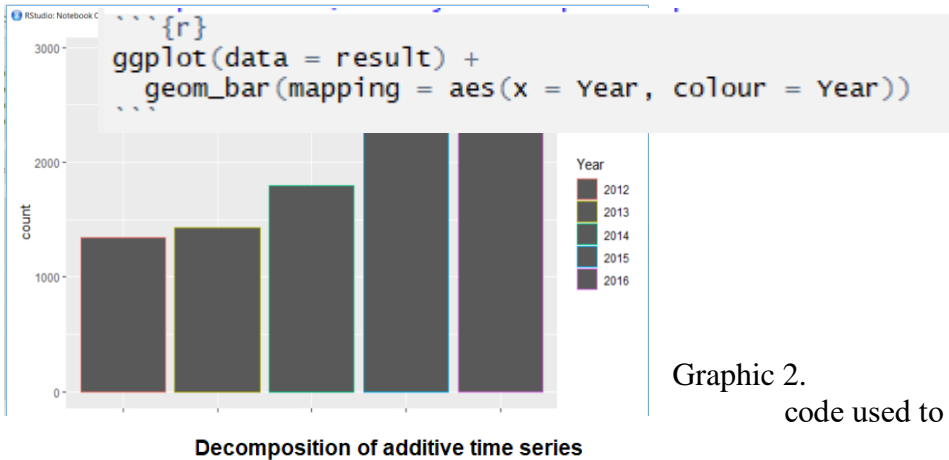 RStudio: Notebook
```{r}
ggplot(data = result) +
geom_bar(mapping = aes(x = Year, colour = Year))
```
3000
2000
1000
0
count
Year
2012
2013
2014
2015
2016
Graphic 2.
code used to
Decomposition of additive time series